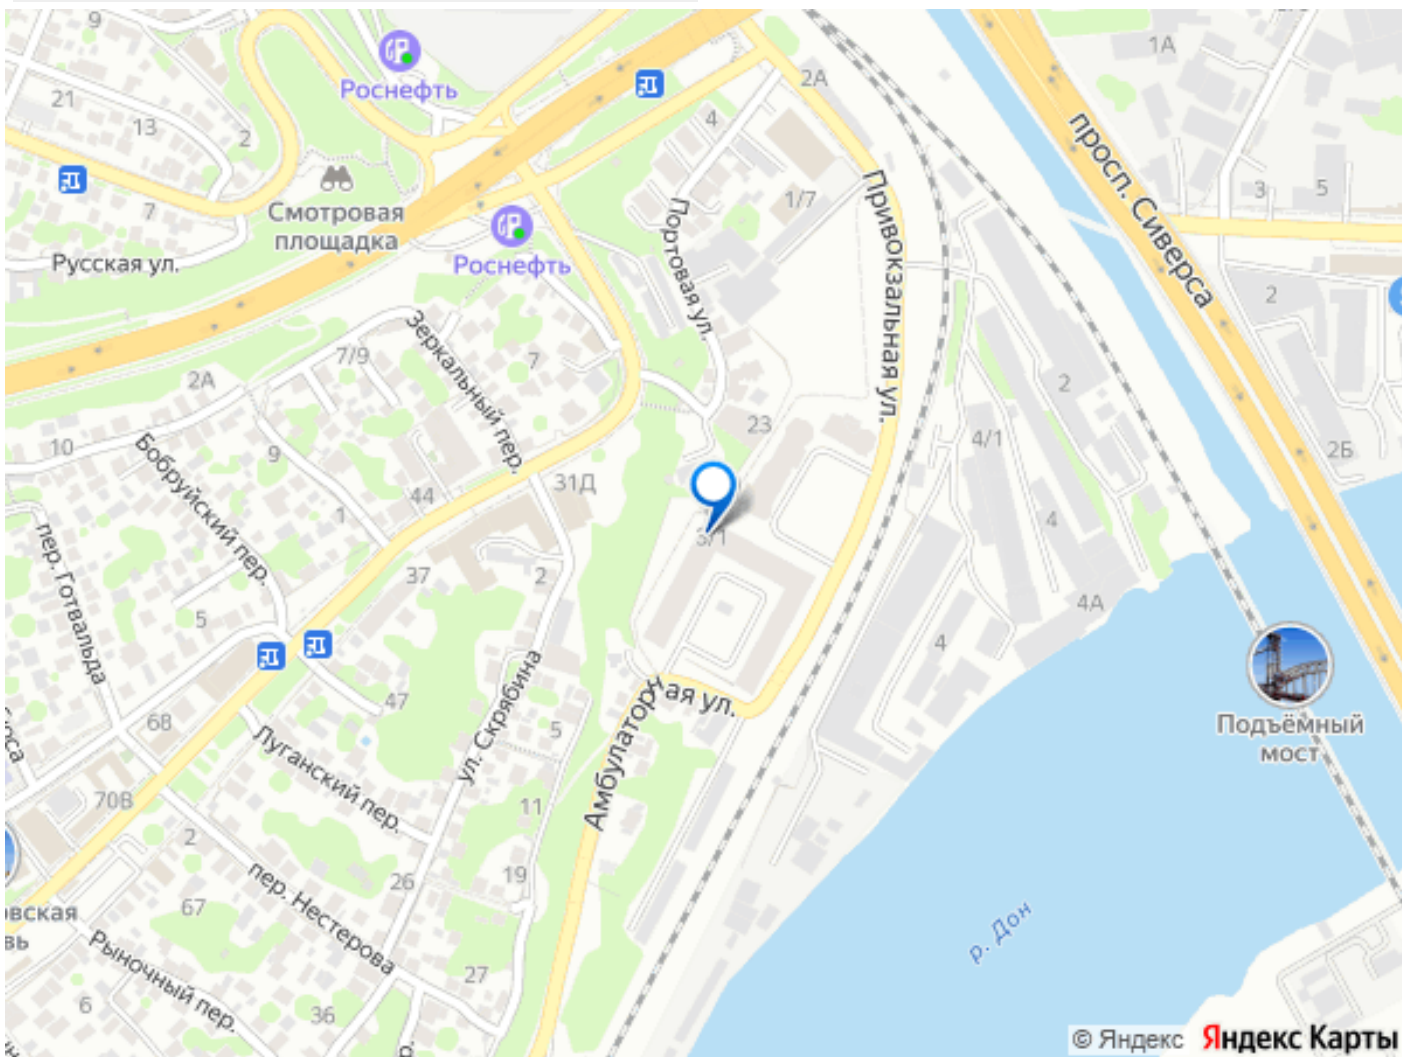 1А
2А
просп. Сиверса
Роснефть
21
13
2
4
3
5
7
Смотровая
площадка
1/7
Привокзальная ул.
Русская ул.
Роснефть
Портовая ул.
2
7/9
Зеркальный пер.
7
2А
2
10
Бобруйский пер.
9
23
4/1
2Б
44
31Д
1
4
3/1
пер. Готвальда
37
2
4А
5
4
47
ул. Скрябина
Амбулаторная ул.
68
Луганский пер.
5
Подъёмный
мост
70В
11
2
пер. Нестерова
26
19
67
р. Дон
Рыночный пер.
27
6
36
© Яндекс Яндекс Карты